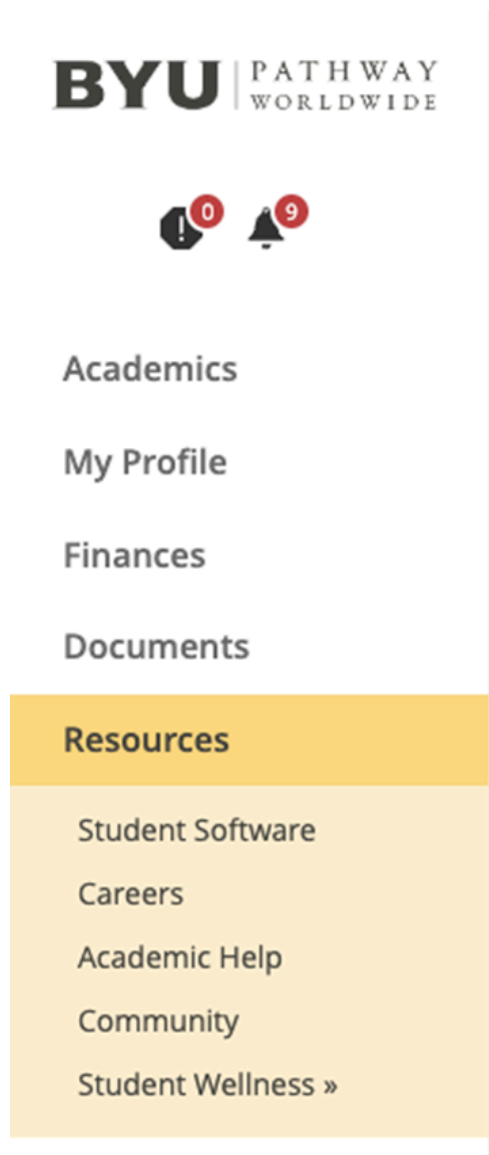 BYU PATHWAY
WORLDWIDE
! 0 9
Academics
My Profile
Finances
Documents
Resources
Student Software
Careers
Academic Help
Community
Student Wellness »